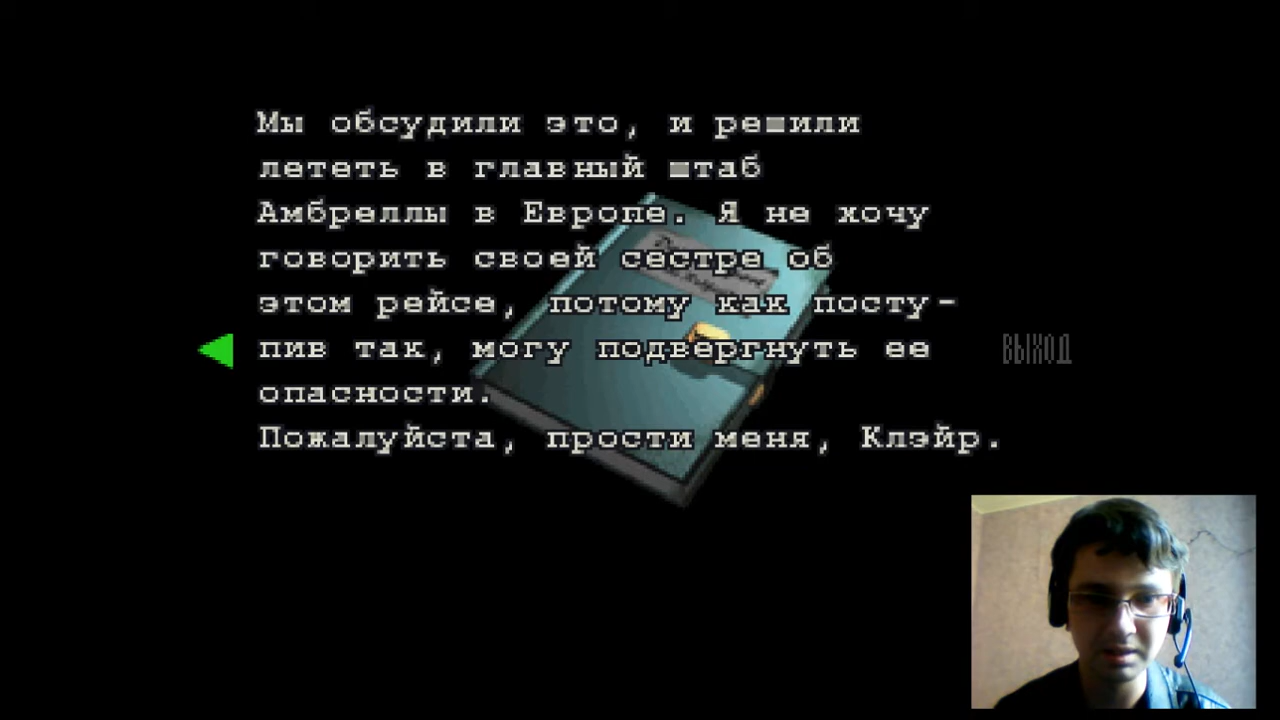 Мы обсудили это, и решили
лететь в главный штаб
Амбреллы в Европе. Я не хочу
говорить своей сестре об
этом рейсе, потому как посту-
пив так, могу подвергнуть ее
опасности.
Пожалуйста, прости меня, Клэйр.
ВЫХОД